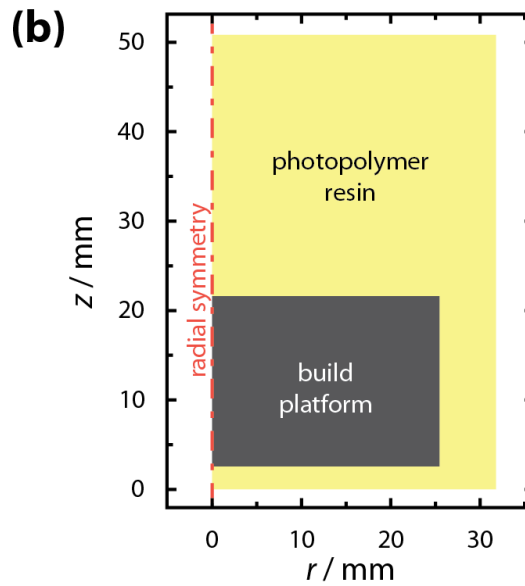 (b)
50
40
30
20
10
0
z / mm
radial symmetry
photopolymer
resin
build
platform
0
10
20
30
r / mm